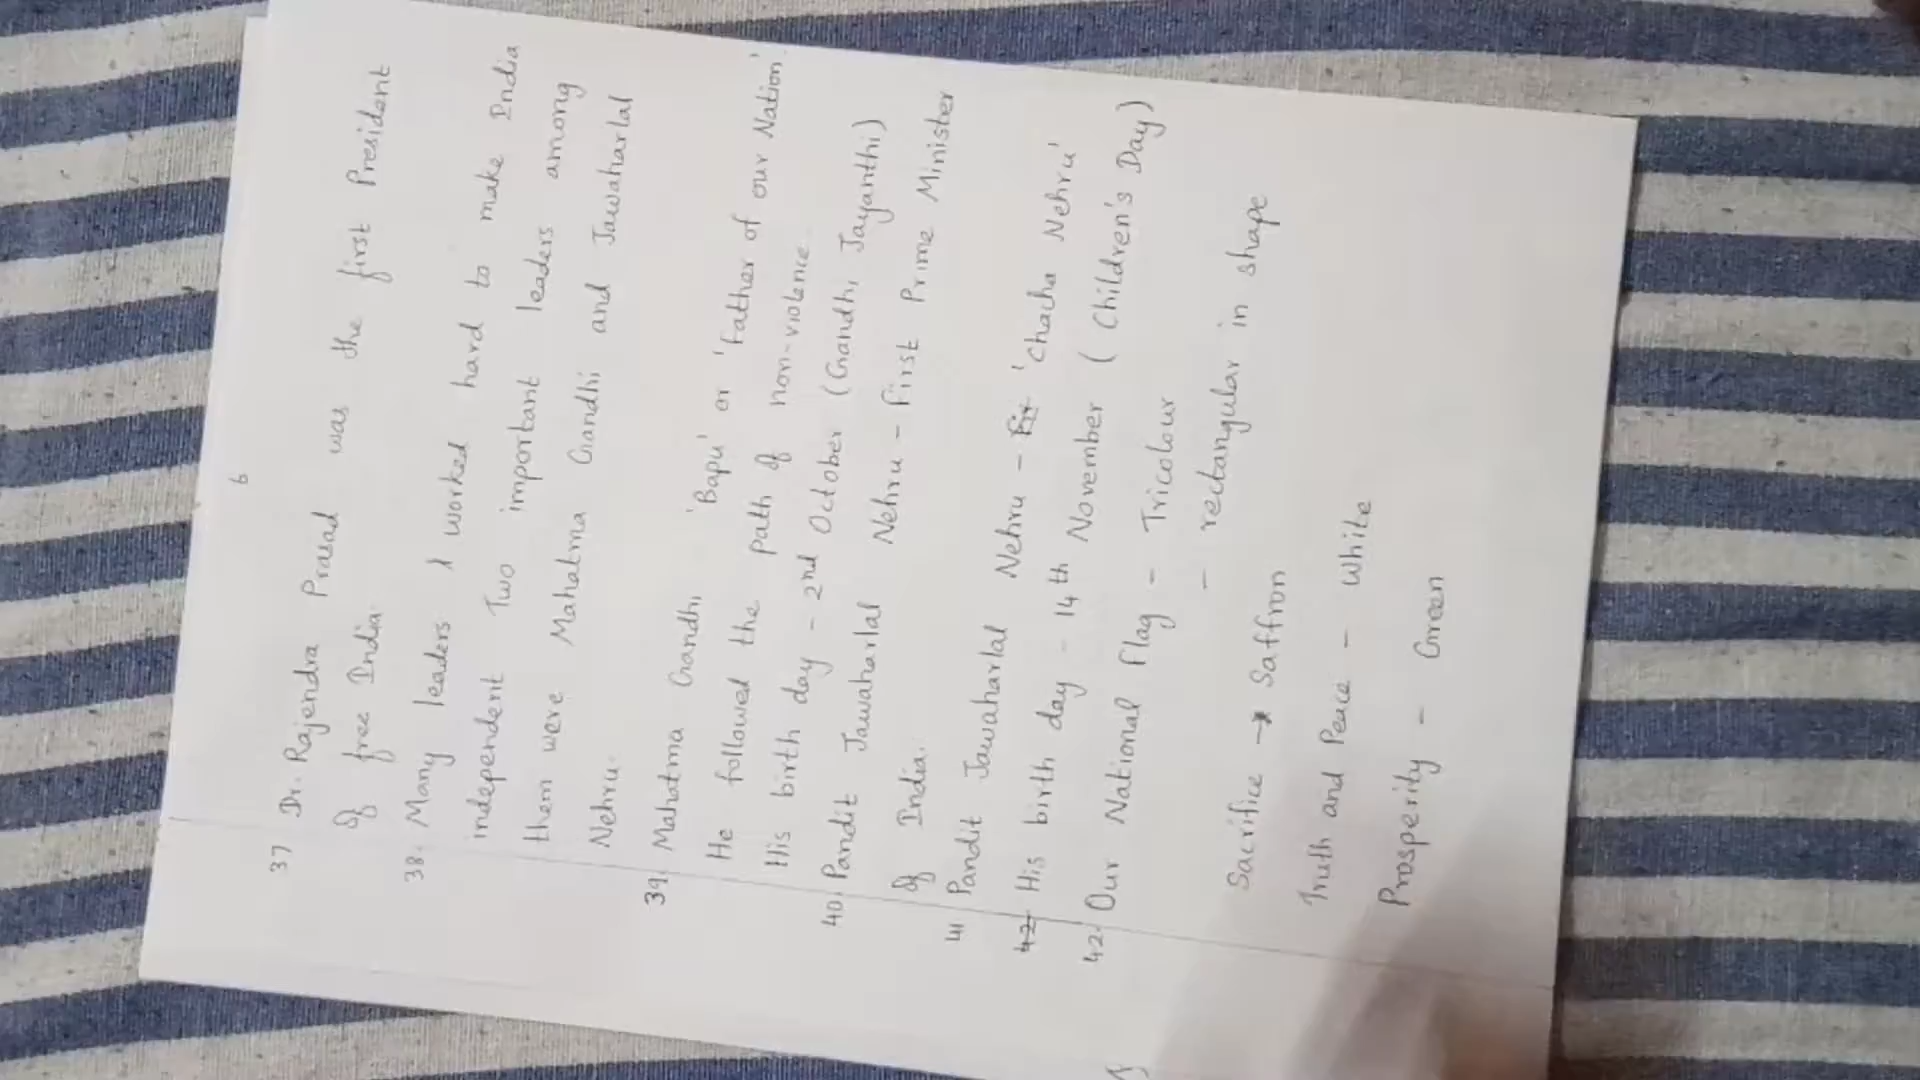 6
37 Dr. Rajendra Prasad was the first President
of free India.
38. Many leaders worked hard to make India
independent Two important leaders among
them were Mahatma Gandhi and Jawaharlal
Nehru.
39. Mahatma Gandhi 'Bapu' or 'Father of our Nation'.
He followed the path of non-violence.
His birth day - 2nd October (Gandhi Jayanthi)
40. Pandit Jawaharlal Nehru - First Prime Minister
of India.
41 Pandit Jawaharlal Nehru - 'Chacha Nehru'
42 His birth day - 14th November (Children's Day)
42. Our National Flag - Tricolour
- rectangular in shape
Sacrifice → Saffron
Truth and Peace - White
Prosperity - Green